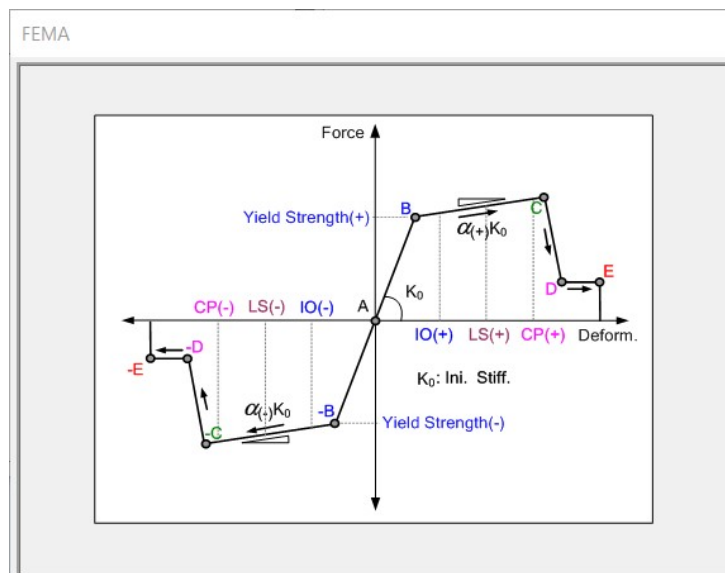 FEMA
Force
B
C
Yield Strength(+)
α(+)K₀
D
E
A
K₀
CP(-) LS(-) IO(-)
IO(+) LS(+) CP(+) Deform.
-D
-E
K₀: Ini. Stiff.
α(-)K₀
-B
Yield Strength(-)
-C